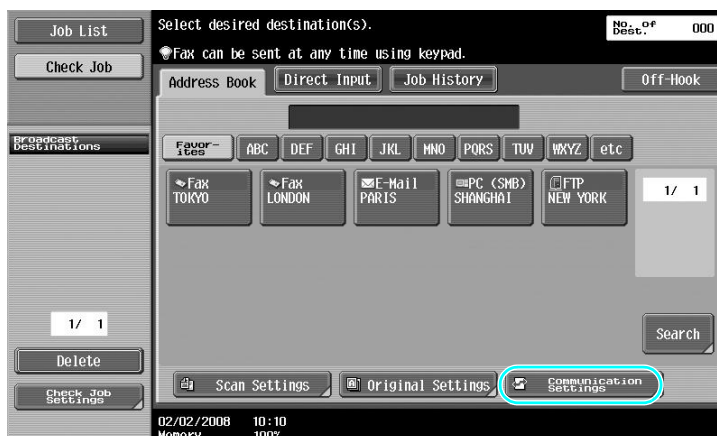 Job List
Check Job
Broadcast
Destinations
1/ 1
Delete
Check Job
Settings
Select desired destination(s).
No. of
Dest.
000
Fax can be sent at any time using keypad.
Address Book
Direct Input
Job History
Off-Hook
Favor-
ites
ABC
DEF
GHI
JKL
MNO
PQRS
TUV
WXYZ
etc
Fax
TOKYO
Fax
LONDON
E-Mail
PARIS
PC (SMB)
SHANGHAI
FTP
NEW YORK
1/ 1
Search
Scan Settings
Original Settings
Communication
Settings
02/02/2008 10:10
Memory 100%